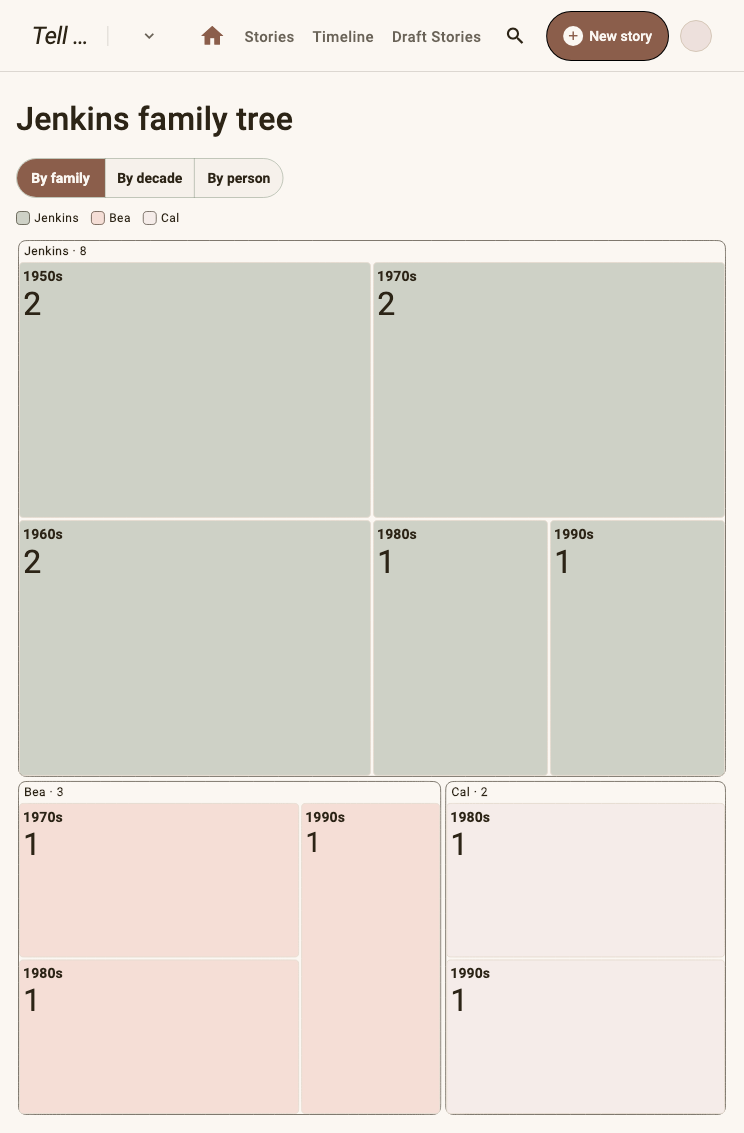 Tell ...
Stories
Timeline
Draft Stories
New story
Jenkins family tree
By family
By decade
By person
Jenkins
Bea
Cal
Jenkins · 8
1950s
2
1970s
2
1960s
2
1980s
1
1990s
1
Bea · 3
1970s
1
1990s
1
1980s
1
Cal · 2
1980s
1
1990s
1